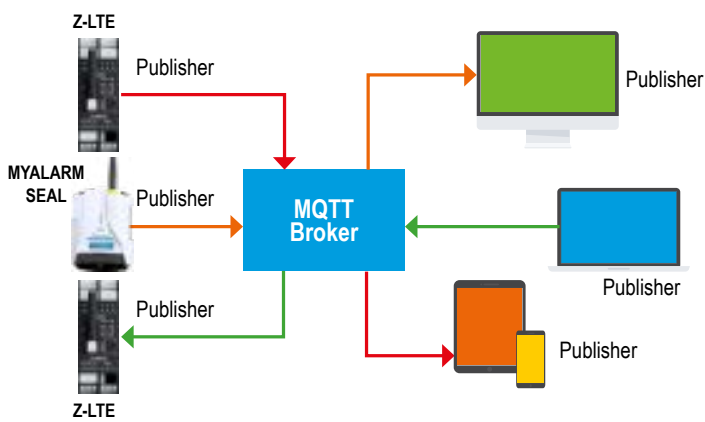 Z-LTE
Publisher
Publisher
MYALARM
SEAL
Publisher
MQTT
Broker
Publisher
Publisher
Publisher
Z-LTE